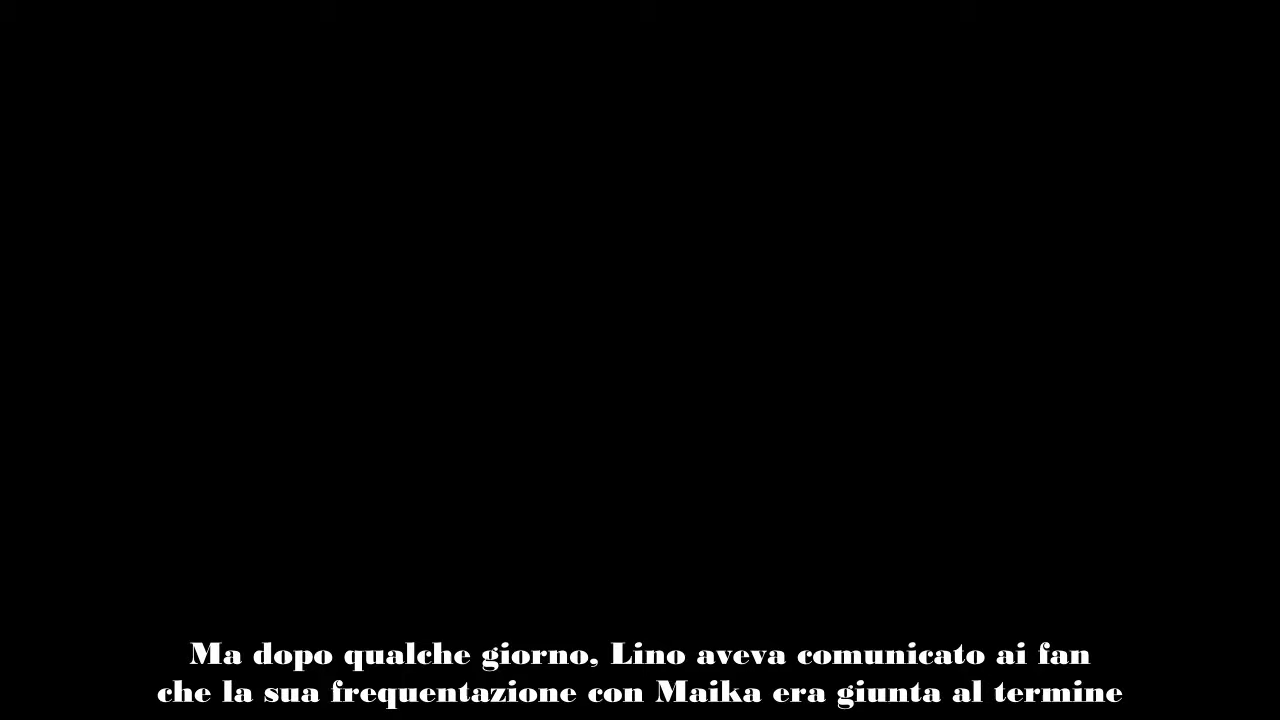 Ma dopo qualche giorno, Lino aveva comunicato ai fan
che la sua frequentazione con Maika era giunta al termine